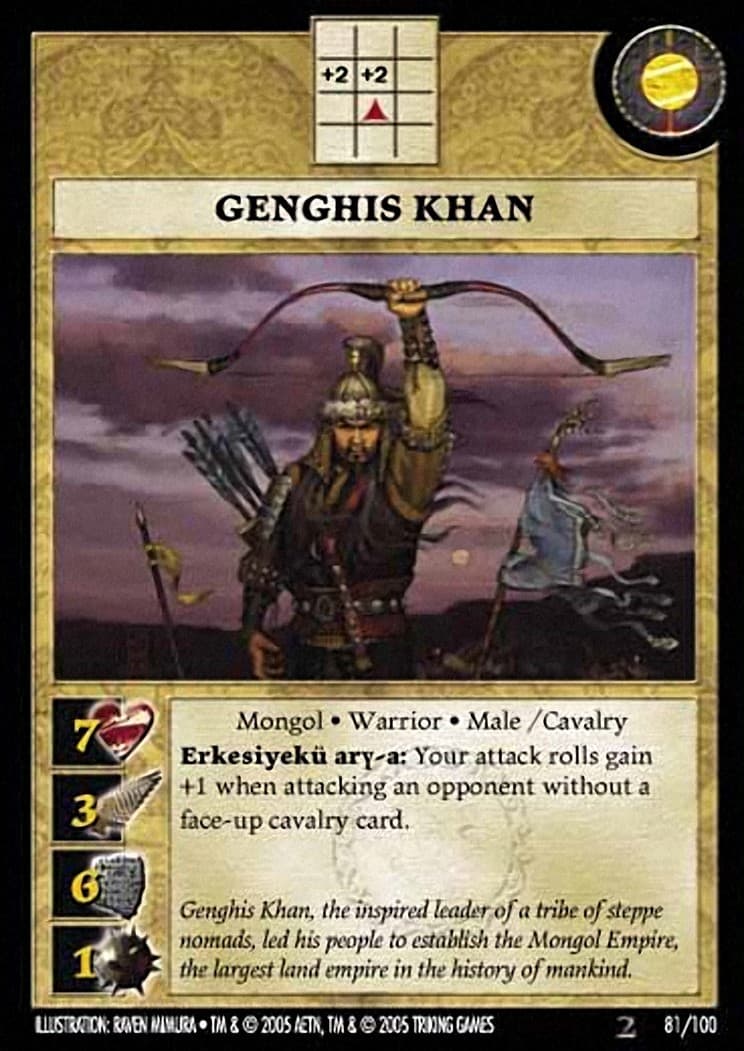 +2 +2
GENGHIS KHAN
7
3
6
1
Mongol • Warrior • Male /Cavalry
Erkesiyekü arγ-a: Your attack rolls gain
+1 when attacking an opponent without a
face-up cavalry card.
Genghis Khan, the inspired leader of a tribe of steppe
nomads, led his people to establish the Mongol Empire,
the largest land empire in the history of mankind.
ILLUSTRATION: RAVEN MIMURA • TM & © 2005 AETN, TM & © 2005 TRIKING GAMES 2 81/100